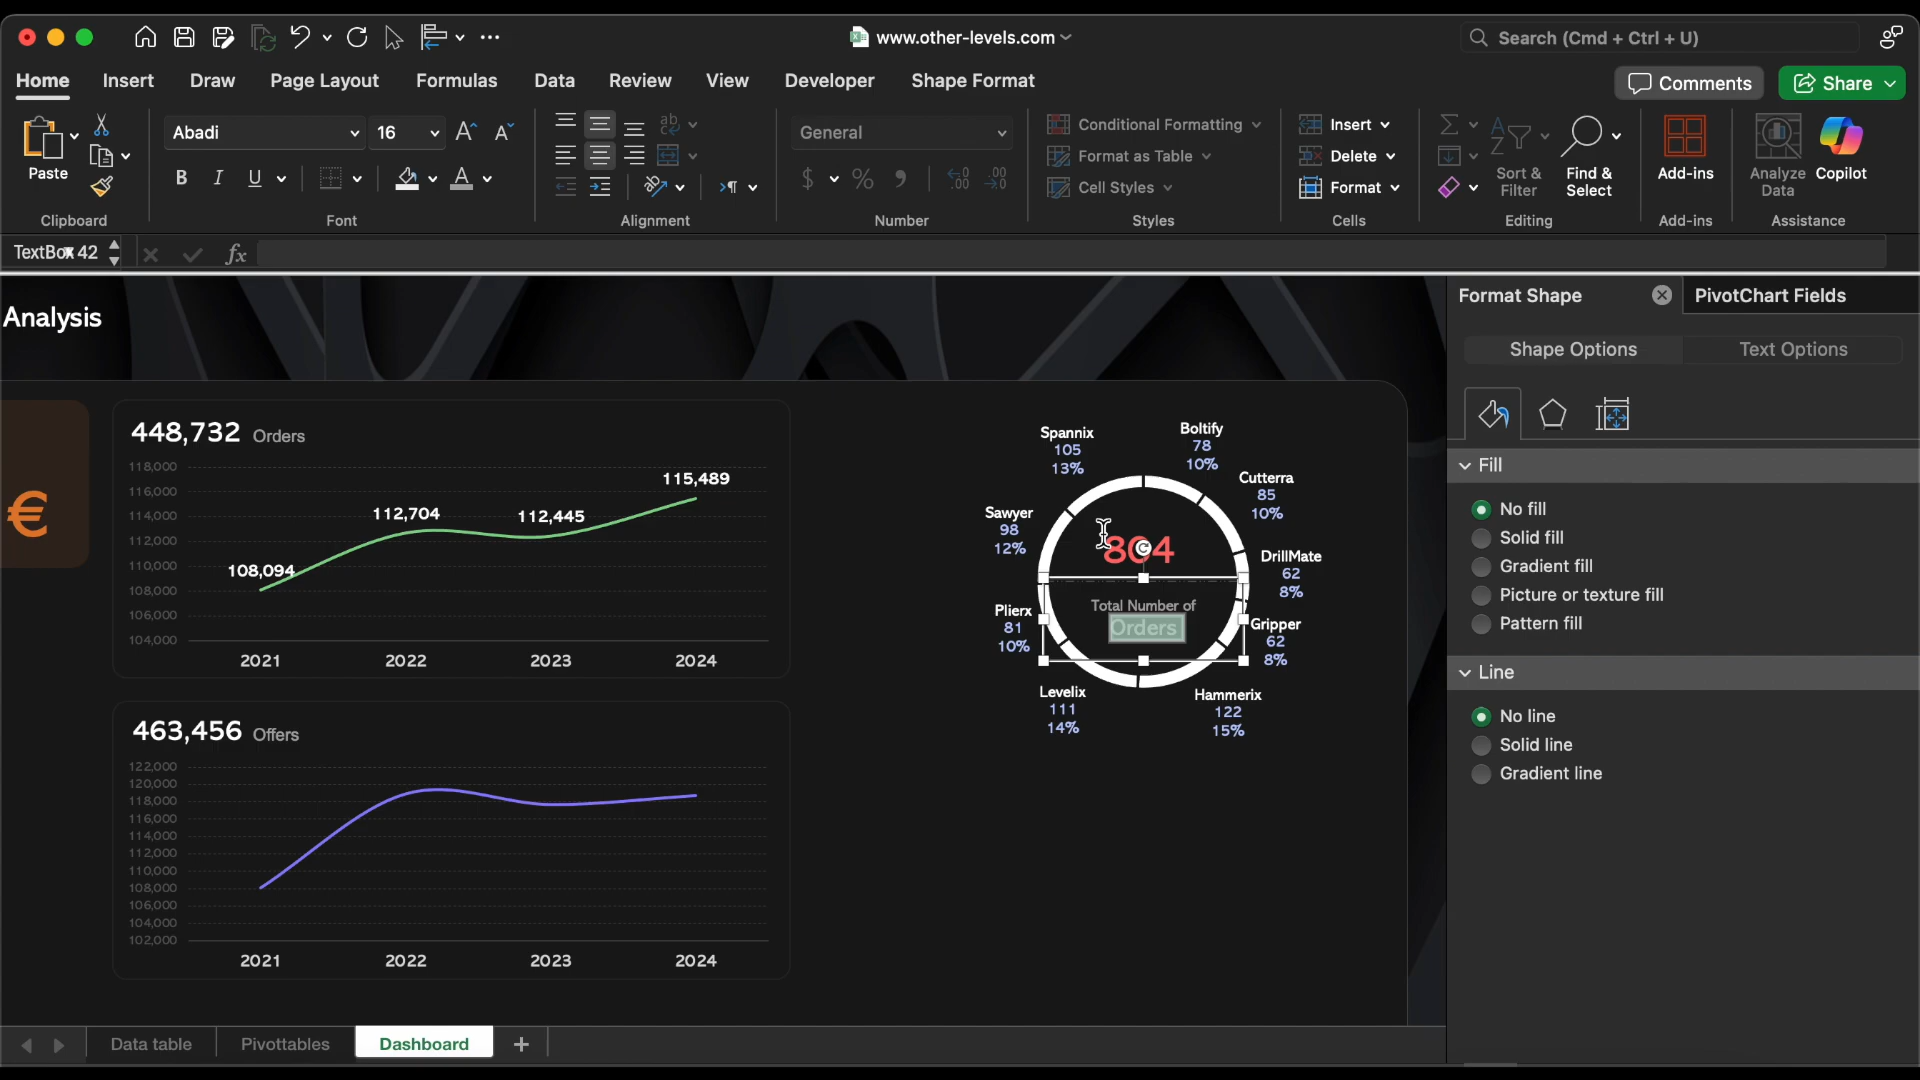 www.other-levels.com
Search (Cmd + Ctrl + U)
Home Insert Draw Page Layout Formulas Data Review View Developer Shape Format
Comments Share
Paste
Clipboard
Abadi 16
B I U A
Font
ab
Alignment
General
$ % 9 .00 .00
Number
Conditional Formatting
Format as Table
Cell Styles
Styles
Insert
Delete
Format
Cells
Sort & Filter
Find & Select
Editing
Add-ins
Add-ins
Analyze Data
Copilot
Assistance
TextBox 42 fx
Analysis
€
448,732 Orders
118,000
116,000
114,000
112,000
110,000
108,000
106,000
104,000
108,094
112,704
112,445
115,489
2021 2022 2023 2024
463,456 Offers
122,000
120,000
118,000
116,000
114,000
112,000
110,000
108,000
106,000
104,000
102,000
2021 2022 2023 2024
Spannix
105
13%
Boltify
78
10%
Cutterra
85
10%
Sawyer
98
12%
DrillMate
62
8%
Plierx
81
10%
Gripper
62
8%
Levelix
111
14%
Hammerix
122
15%
804
Total Number of
Orders
Format Shape
PivotChart Fields
Shape Options
Text Options
Fill
No fill
Solid fill
Gradient fill
Picture or texture fill
Pattern fill
Line
No line
Solid line
Gradient line
Data table
Pivottables
Dashboard